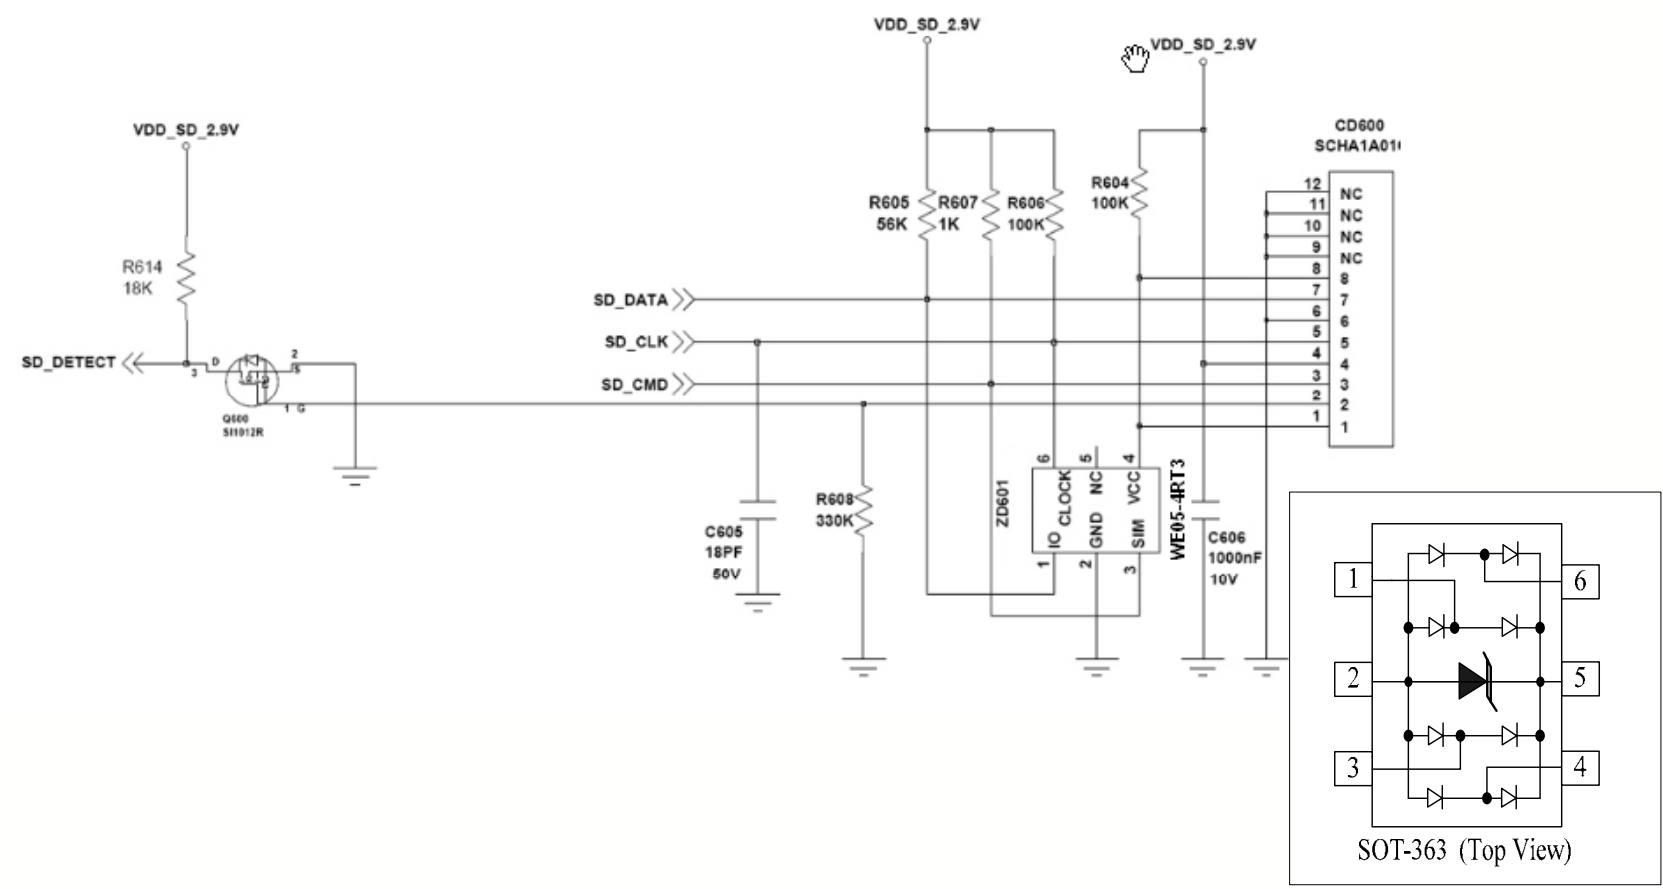 VDD_SD_2.9V
VDD_SD_2.9V
VDD_SD_2.9V
CD600
SCHA1A01
R614
18K
R605
56K
R607
1K
R606
100K
R604
100K
12 NC
11 NC
10 NC
9 NC
8 8
7 7
6 6
5 5
4 4
3 3
2 2
1 1
SD_DATA
SD_CLK
SD_CMD
SD_DETECT
D
3
2
S
1 G
Q600
SI1012R
C605
18PF
50V
R608
330K
ZD601
6 5 4
CLOCK NC VCC
IO GND SIM
1 2 3
WE05-4RT3
C606
1000nF
10V
1 6
2 5
3 4
SOT-363 (Top View)